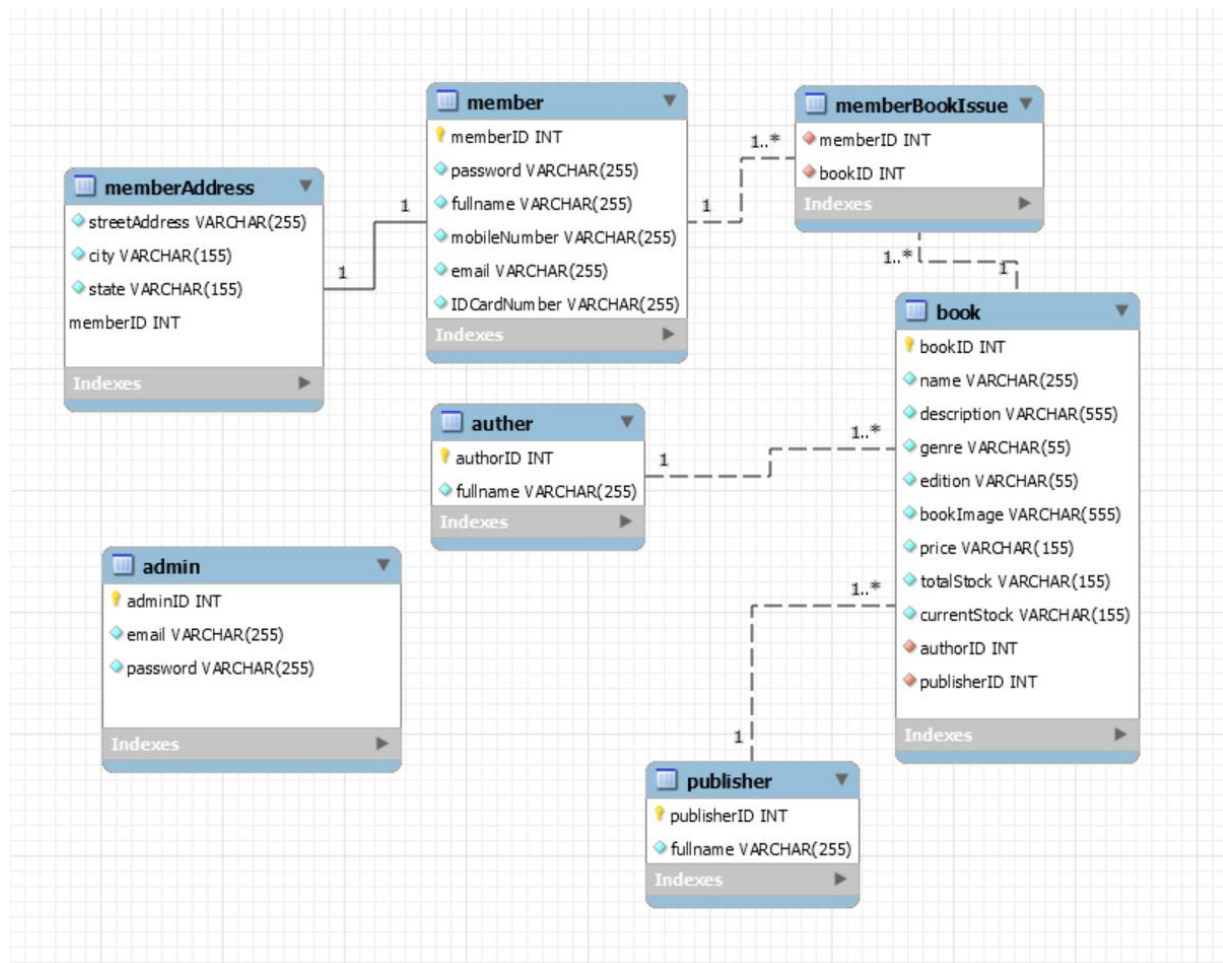 member
memberID INT
password VARCHAR(255)
fullname VARCHAR(255)
mobileNumber VARCHAR(255)
email VARCHAR(255)
IDCardNumber VARCHAR(255)
Indexes
memberBookIssue
memberID INT
bookID INT
Indexes
1..*
1
memberAddress
streetAddress VARCHAR(255)
city VARCHAR(155)
state VARCHAR(155)
memberID INT
Indexes
1
1
1..*
1
book
bookID INT
name VARCHAR(255)
description VARCHAR(555)
genre VARCHAR(55)
edition VARCHAR(55)
bookImage VARCHAR(555)
price VARCHAR(155)
totalStock VARCHAR(155)
currentStock VARCHAR(155)
authorID INT
publisherID INT
Indexes
auther
authorID INT
fullname VARCHAR(255)
Indexes
1
1..*
admin
adminID INT
email VARCHAR(255)
password VARCHAR(255)
Indexes
1..*
1
publisher
publisherID INT
fullname VARCHAR(255)
Indexes